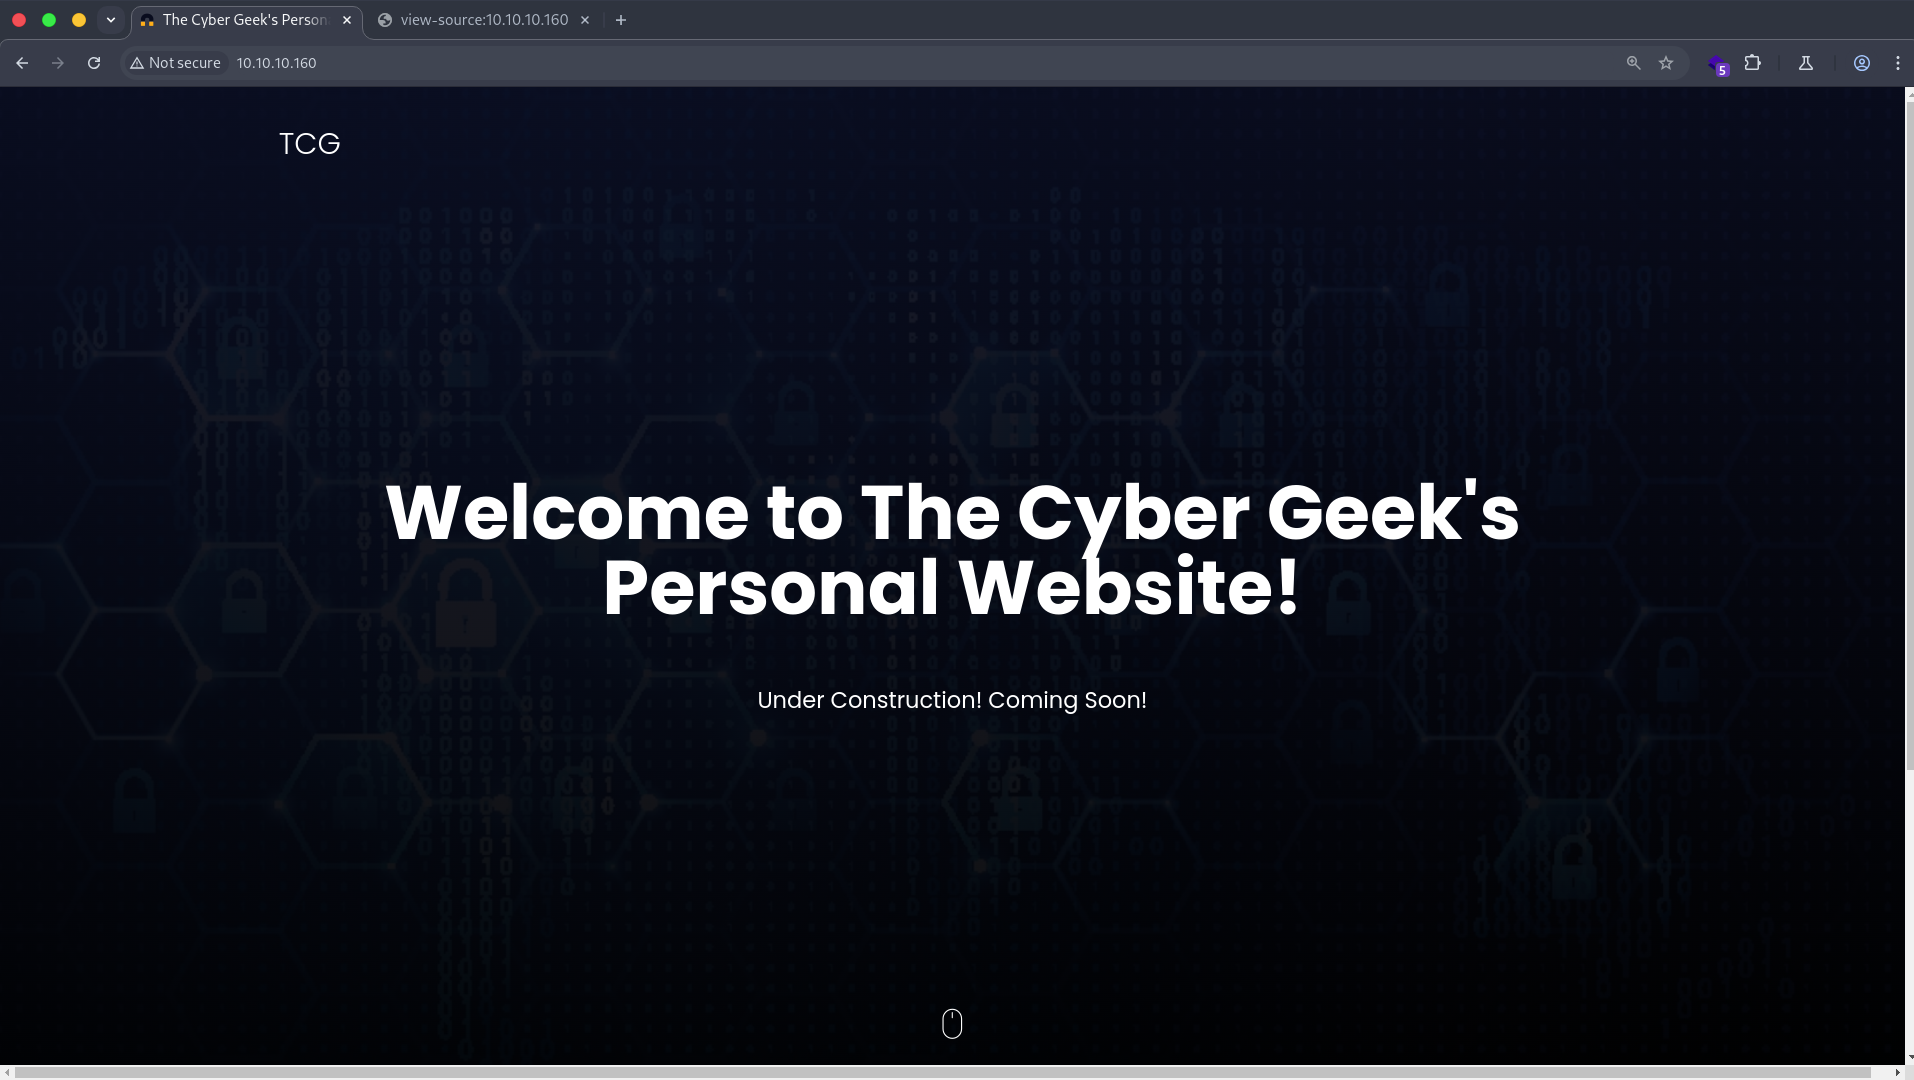 The Cyber Geek's Person
view-source:10.10.10.160
Not secure
10.10.10.160
5
TCG
Welcome to The Cyber Geek's
Personal Website!
Under Construction! Coming Soon!